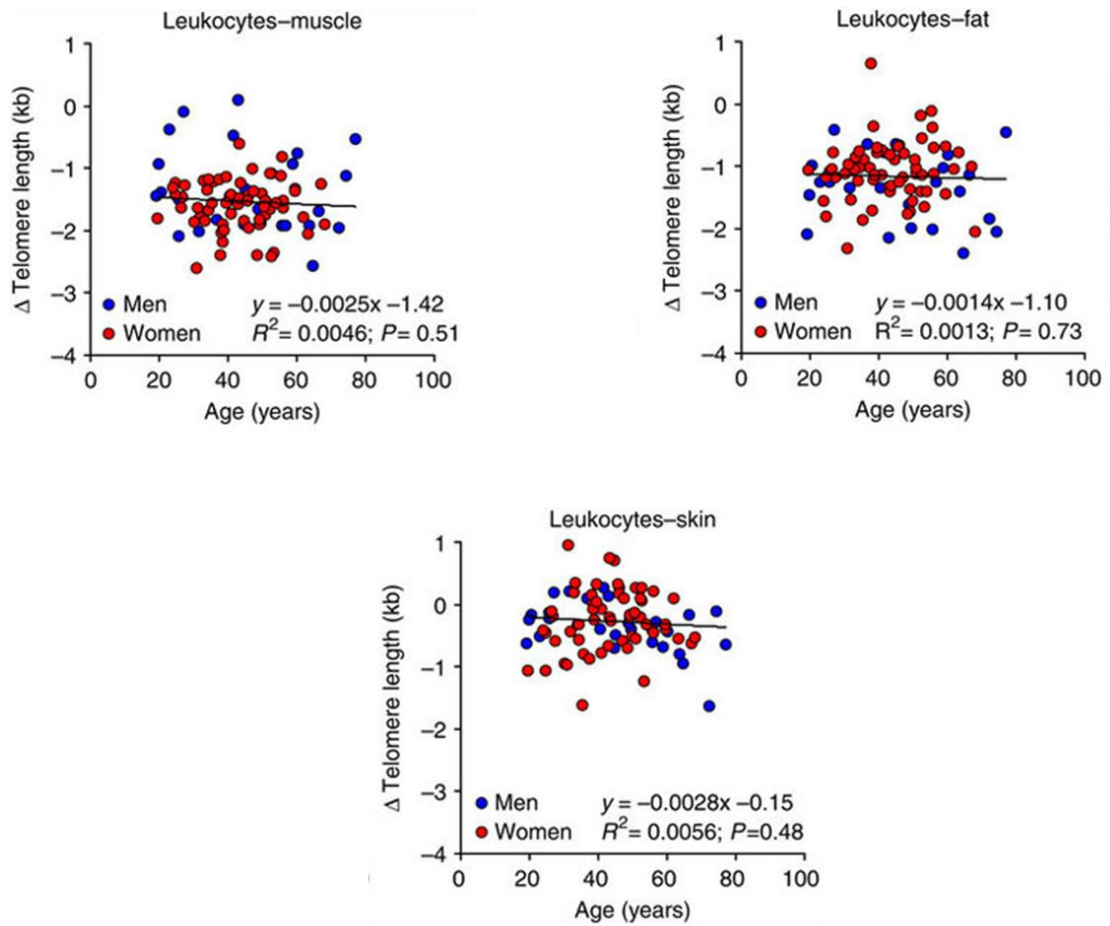 Leukocytes–muscle
Δ Telomere length (kb)
1
0
–1
–2
–3
–4
Men
y = –0.0025x –1.42
Women
R²= 0.0046; P= 0.51
0 20 40 60 80 100
Age (years)
Leukocytes–fat
Δ Telomere length (kb)
1
0
–1
–2
–3
–4
Men
y = –0.0014x –1.10
Women
R²= 0.0013; P= 0.73
0 20 40 60 80 100
Age (years)
Leukocytes–skin
Δ Telomere length (kb)
1
0
–1
–2
–3
–4
Men
y = –0.0028x –0.15
Women
R²= 0.0056; P=0.48
0 20 40 60 80 100
Age (years)